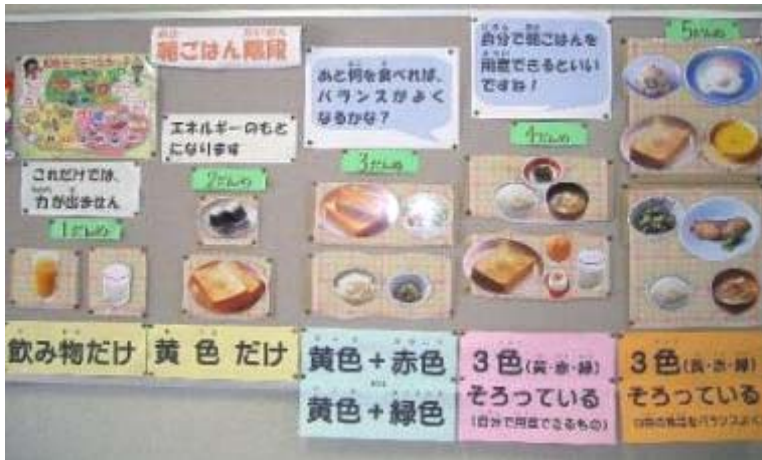 朝ごはん階段
これだけでは、
力が出ません
1だんめ
飲み物だけ
エネルギーのもと
になります
2だんめ
黄色 だけ
あと何を食べれば、
バランスがよく
なるかな？
3だんめ
黄色＋赤色
黄色＋緑色
自分で朝ごはんを
用意できるといい
ですね！
4だんめ
3色(黄・赤・緑)
そろっている
(自分で用意できるもの)
5だんめ
3色(黄・赤・緑)
そろっている